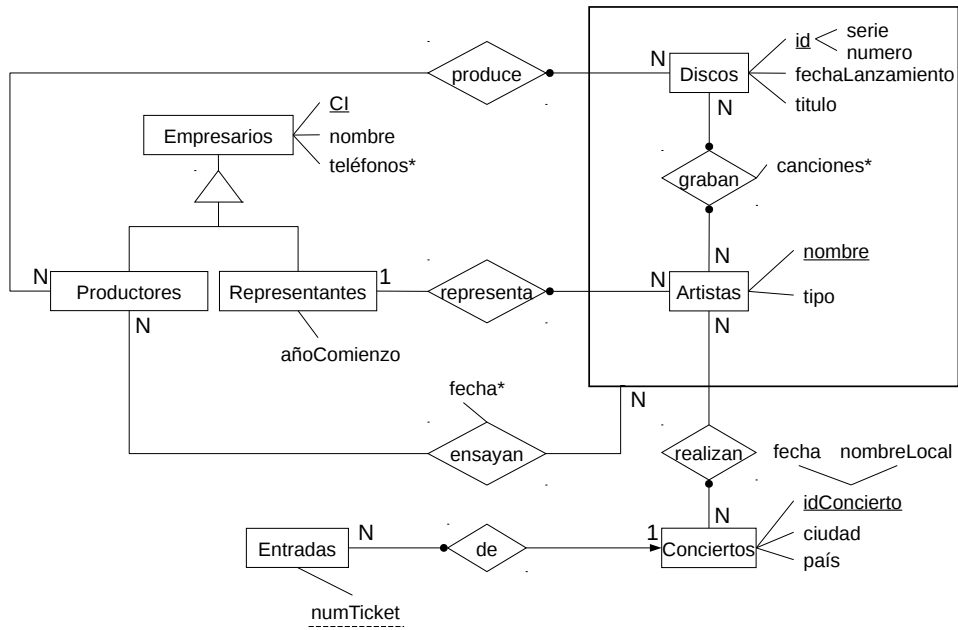 serie
id
numero
N
produce
N
Discos
fechaLanzamiento
CI
titulo
N
Empresarios
nombre
teléfonos*
canciones*
graban
nombre
N
N
Productores
Representantes
1
representa
N
Artistas
tipo
N
N
añoComienzo
fecha*
N
ensayan
realizan
fecha
nombreLocal
idConcierto
N
Entradas
N
de
1
Conciertos
ciudad
país
numTicket